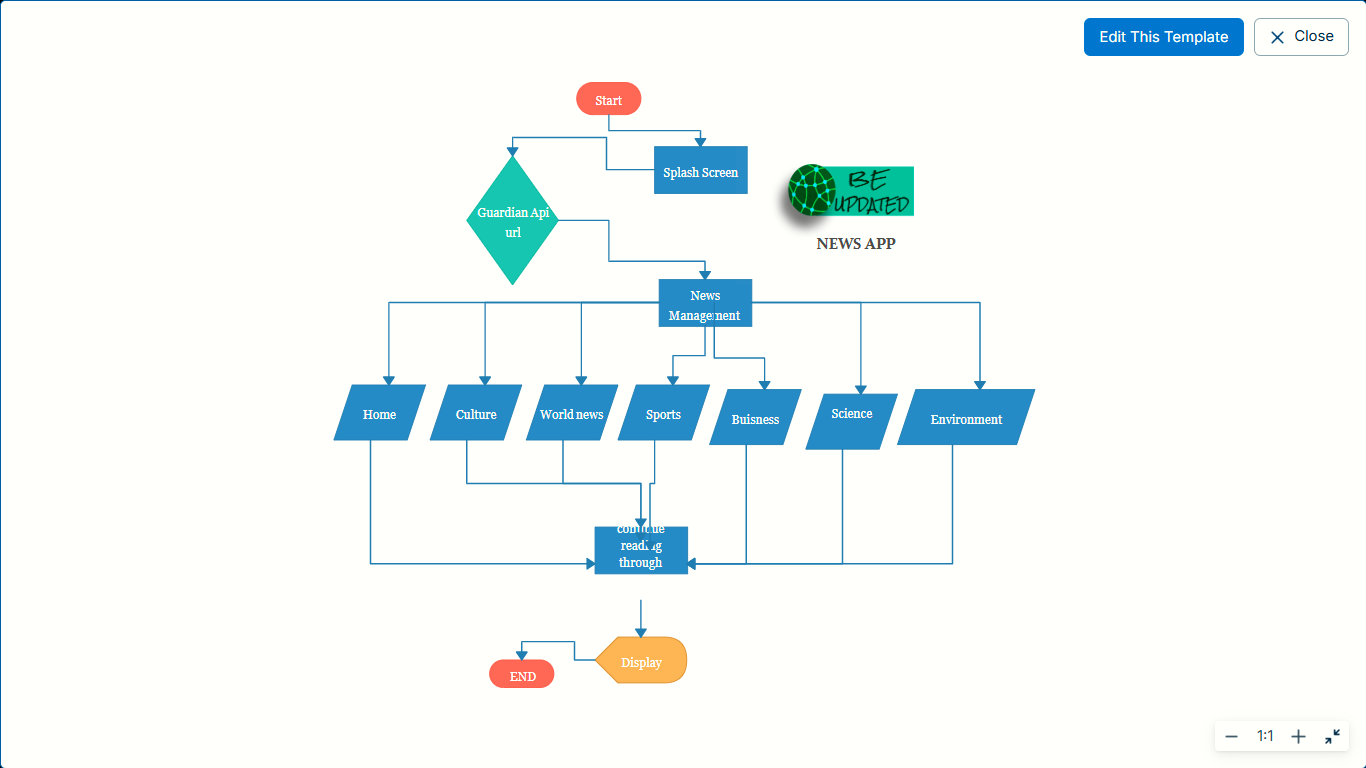 Edit This Template
Close
Start
Splash Screen
BE
UPDATED
NEWS APP
Guardian Api
url
News
Management
Home
Culture
World news
Sports
Buisness
Science
Environment
reading
through
Display
END
1:1